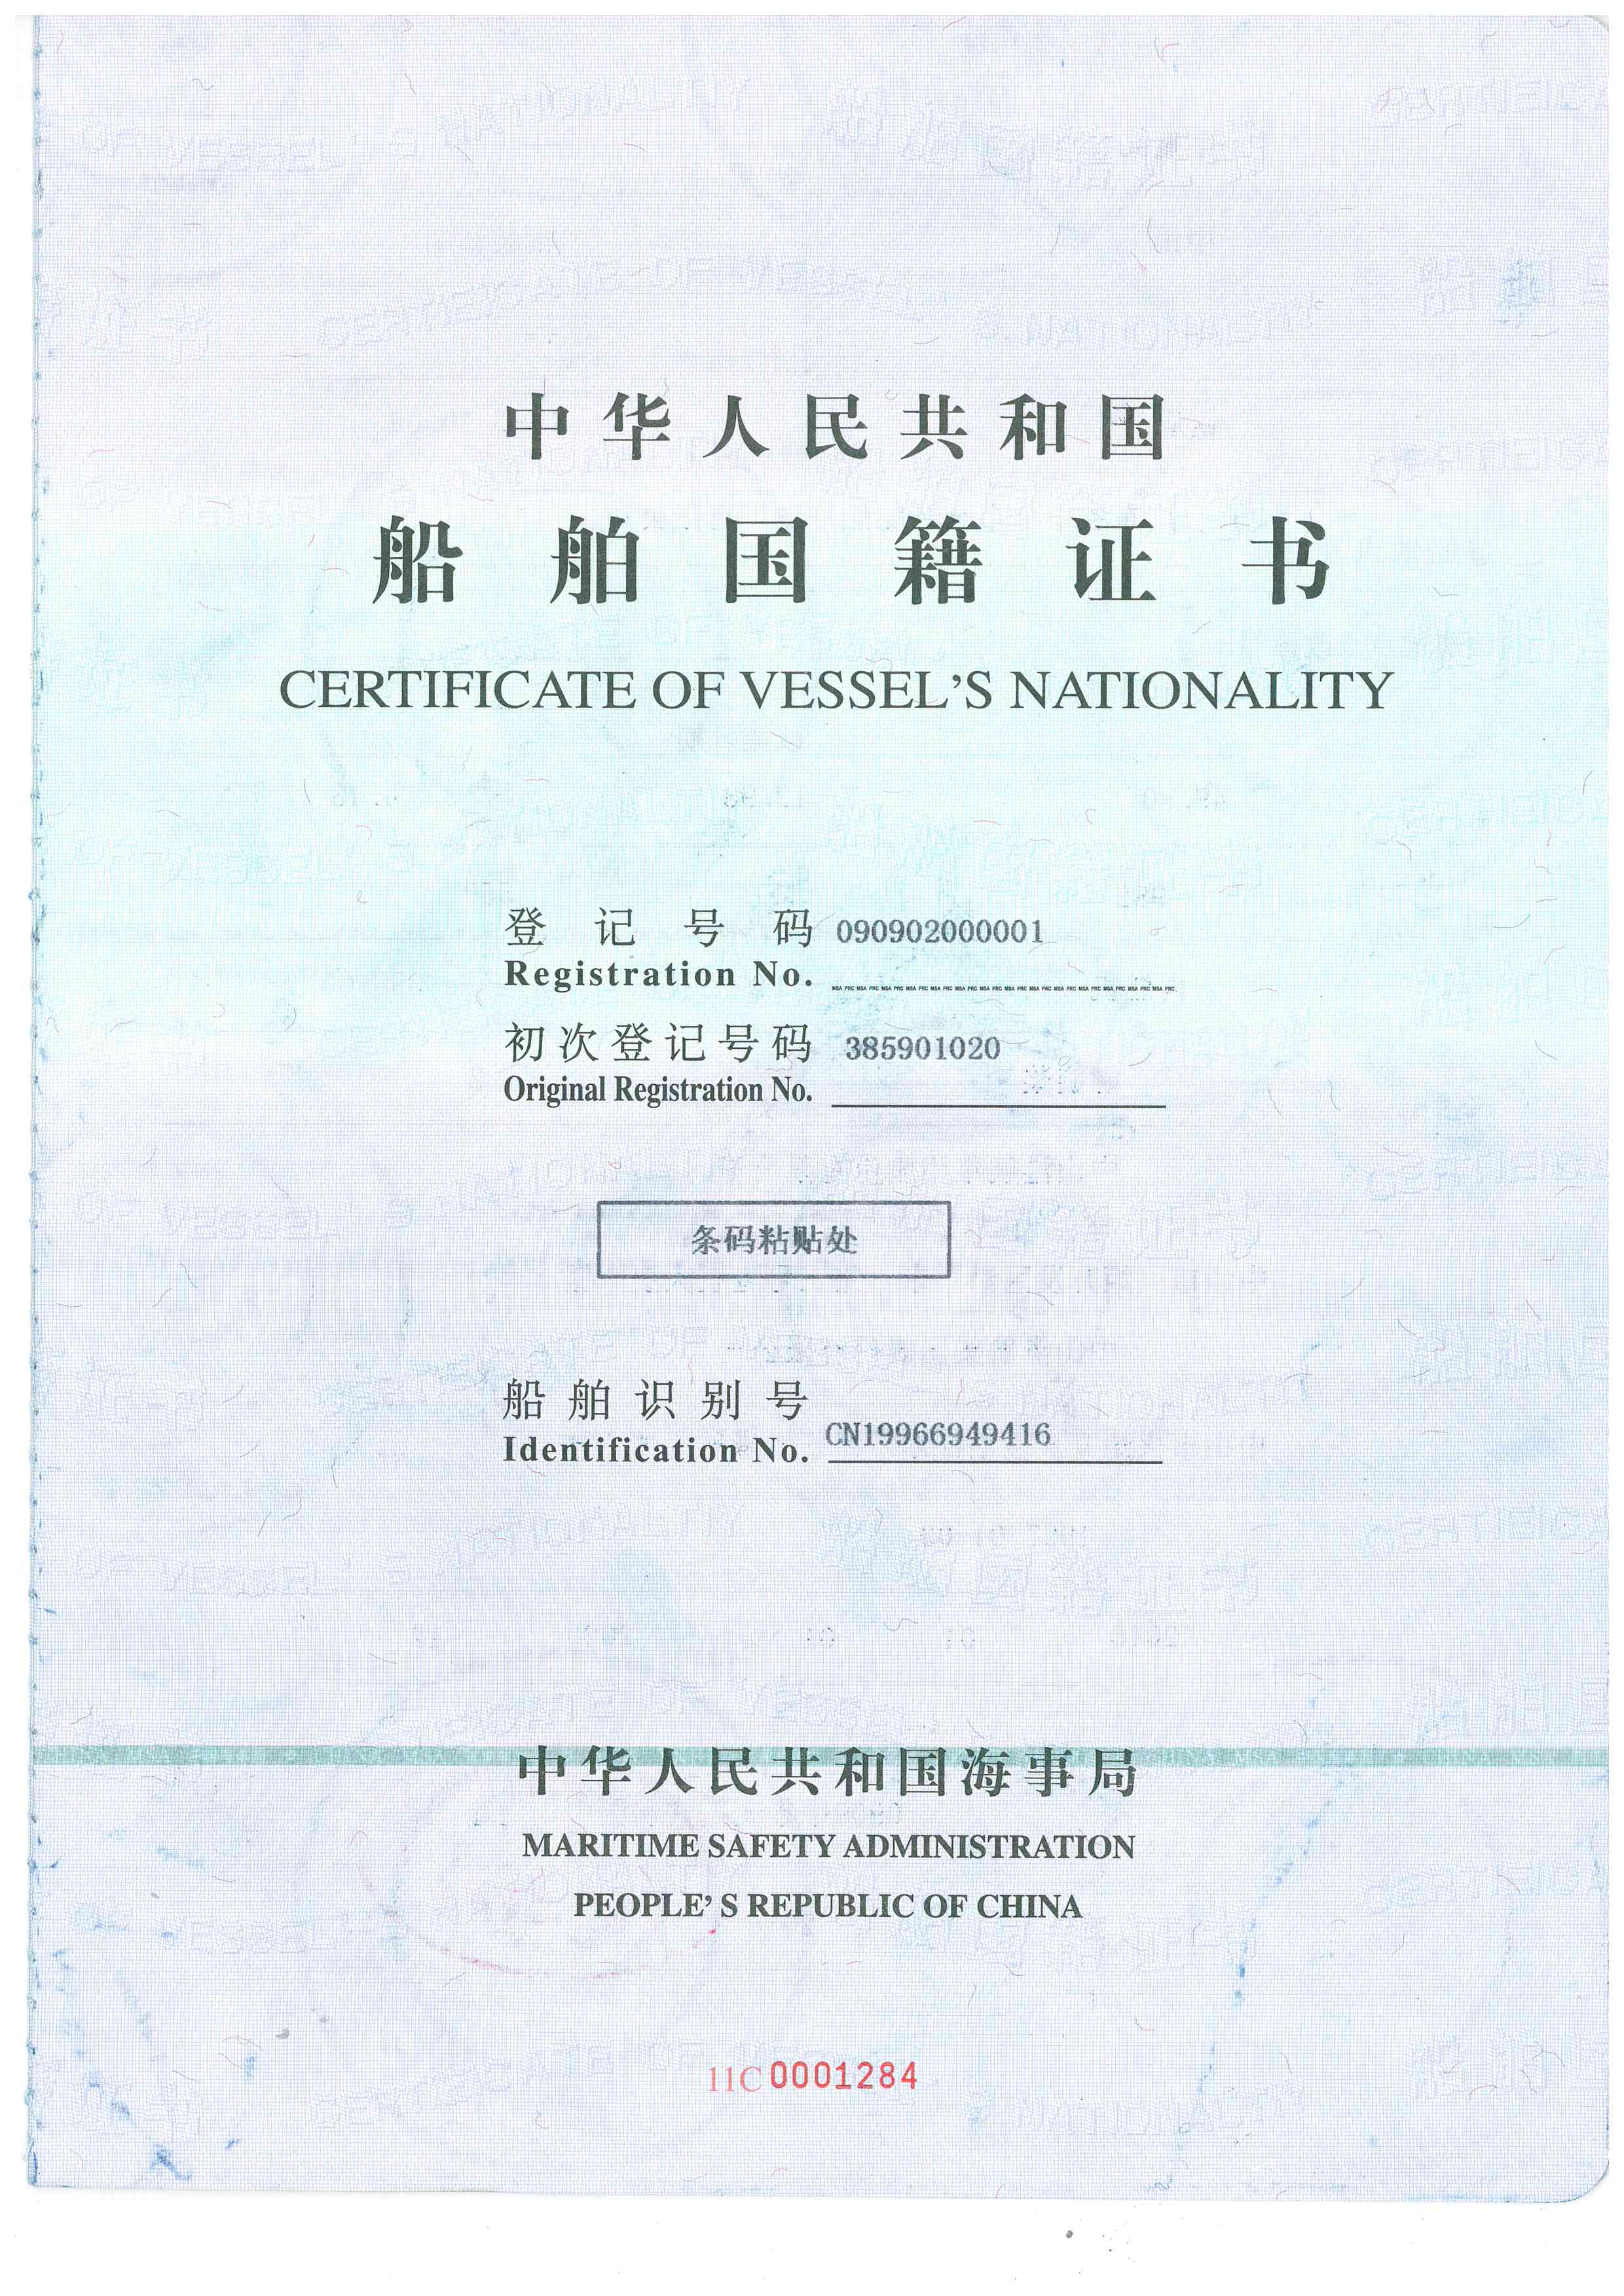 中华人民共和国
船舶国籍证书
CERTIFICATE OF VESSEL'S NATIONALITY
登记号码 090902000001
Registration No.
MSA PRC MSA PRC MSA PRC MSA PRC MSA PRC MSA PRC MSA PRC MSA PRC MSA PRC MSA PRC MSA PRC MSA PRC MSA PRC MSA PRC
初次登记号码 385901020
Original Registration No.
条码粘贴处
船舶识别号 CN19966949416
Identification No.
中华人民共和国海事局
MARITIME SAFETY ADMINISTRATION
PEOPLE' S REPUBLIC OF CHINA
11C 0001284